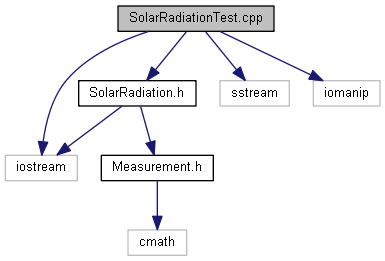 SolarRadiationTest.cpp
SolarRadiation.h
sstream
iomanip
iostream
Measurement.h
cmath